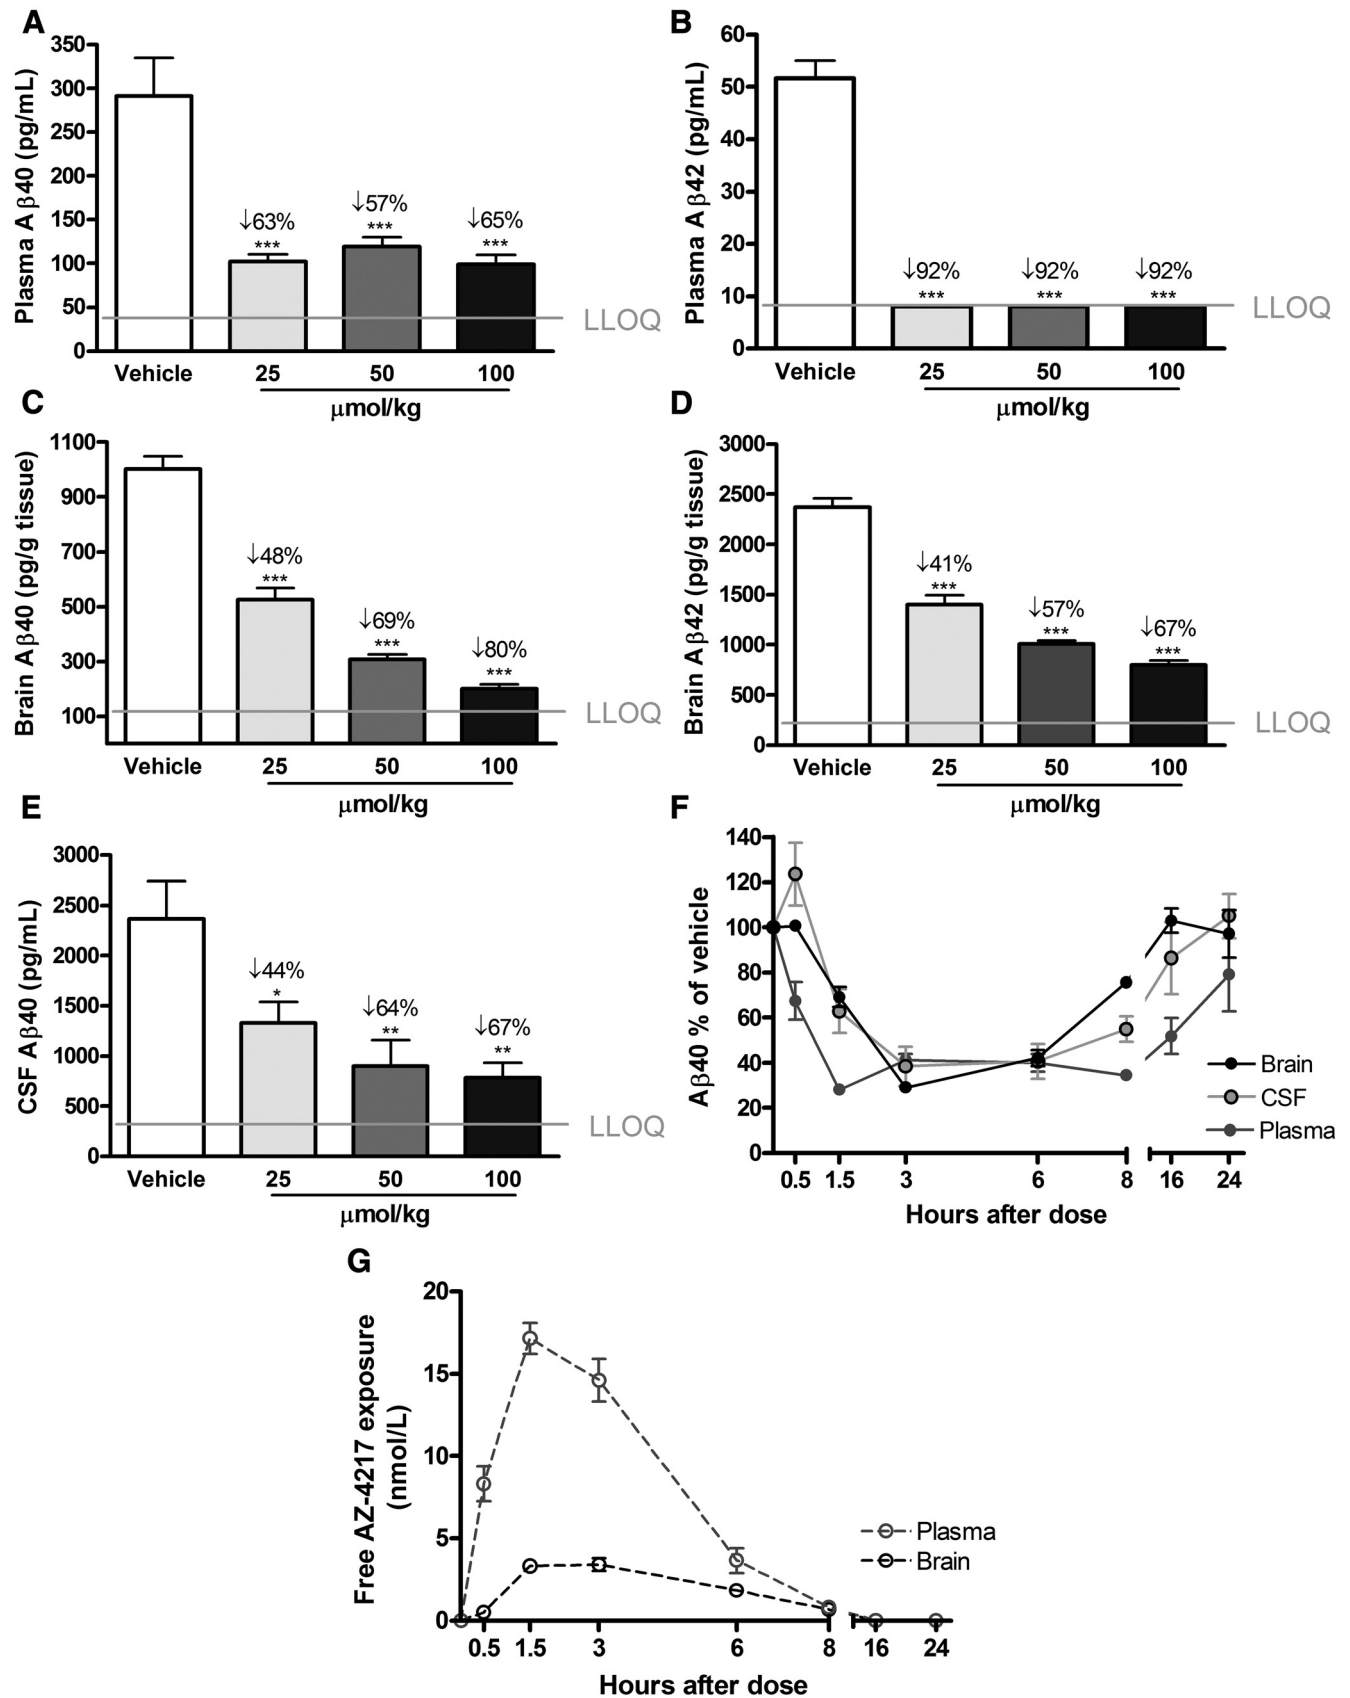 A
Plasma Aβ40 (pg/mL)
350
300
250
200
150
100
50
0
↓63%
***
↓57%
***
↓65%
***
LLOQ
Vehicle 25 50 100
μmol/kg
B
Plasma Aβ42 (pg/mL)
60
50
40
30
20
10
0
↓92% ↓92% ↓92%
*** *** ***
LLOQ
Vehicle 25 50 100
μmol/kg
C
Brain Aβ40 (pg/g tissue)
1100
900
700
500
300
100
↓48%
***
↓69%
***
↓80%
***
LLOQ
Vehicle 25 50 100
μmol/kg
D
Brain Aβ42 (pg/g tissue)
3000
2500
2000
1500
1000
500
0
↓41%
***
↓57%
***
↓67%
***
LLOQ
Vehicle 25 50 100
μmol/kg
E
CSF Aβ40 (pg/mL)
3000
2500
2000
1500
1000
500
0
↓44%
*
↓64%
**
↓67%
**
LLOQ
Vehicle 25 50 100
μmol/kg
F
Aβ40 % of vehicle
140
120
100
80
60
40
20
0
Brain
CSF
Plasma
0.5 1.5 3 6 8 16 24
Hours after dose
G
Free AZ-4217 exposure
(nmol/L)
20
15
10
5
0
Plasma
Brain
0.5 1.5 3 6 8 16 24
Hours after dose